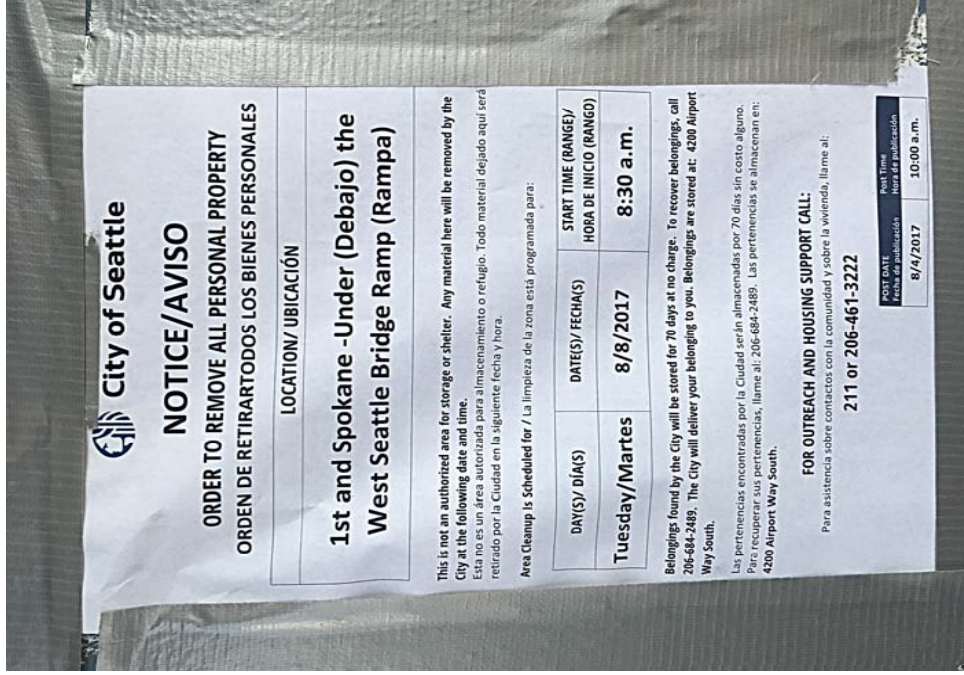 City of Seattle
NOTICE/AVISO
ORDER TO REMOVE ALL PERSONAL PROPERTY
ORDEN DE RETIRARTODOS LOS BIENES PERSONALES
LOCATION/ UBICACIÓN
1st and Spokane -Under (Debajo) the
West Seattle Bridge Ramp (Rampa)
This is not an authorized area for storage or shelter. Any material here will be removed by the
City at the following date and time.
Esta no es un área autorizada para almacenamiento o refugio. Todo material dejado aquí será
retirado por la Ciudad en la siguiente fecha y hora.
Area Cleanup Is Scheduled for / La limpieza de la zona está programada para:
DAY(S)/ DÍA(S) DATE(S)/ FECHA(S) START TIME (RANGE)/
HORA DE INICIO (RANGO)
Tuesday/Martes 8/8/2017 8:30 a.m.
Belongings found by the City will be stored for 70 days at no charge. To recover belongings, call
206-684-2489. The City will deliver your belonging to you. Belongings are stored at: 4200 Airport
Way South.
Las pertenencias encontradas por la Ciudad serán almacenadas por 70 días sin costo alguno.
Para recuperar sus pertenencias, llame al: 206-684-2489. Las pertenencias se almacenan en:
4200 Airport Way South.
FOR OUTREACH AND HOUSING SUPPORT CALL:
Para asistencia sobre contactos con la comunidad y sobre la vivienda, llame al:
211 or 206-461-3222
POST DATE Post Time
Fecha de publicación Hora de publicación
8/4/2017 10:00 a.m.